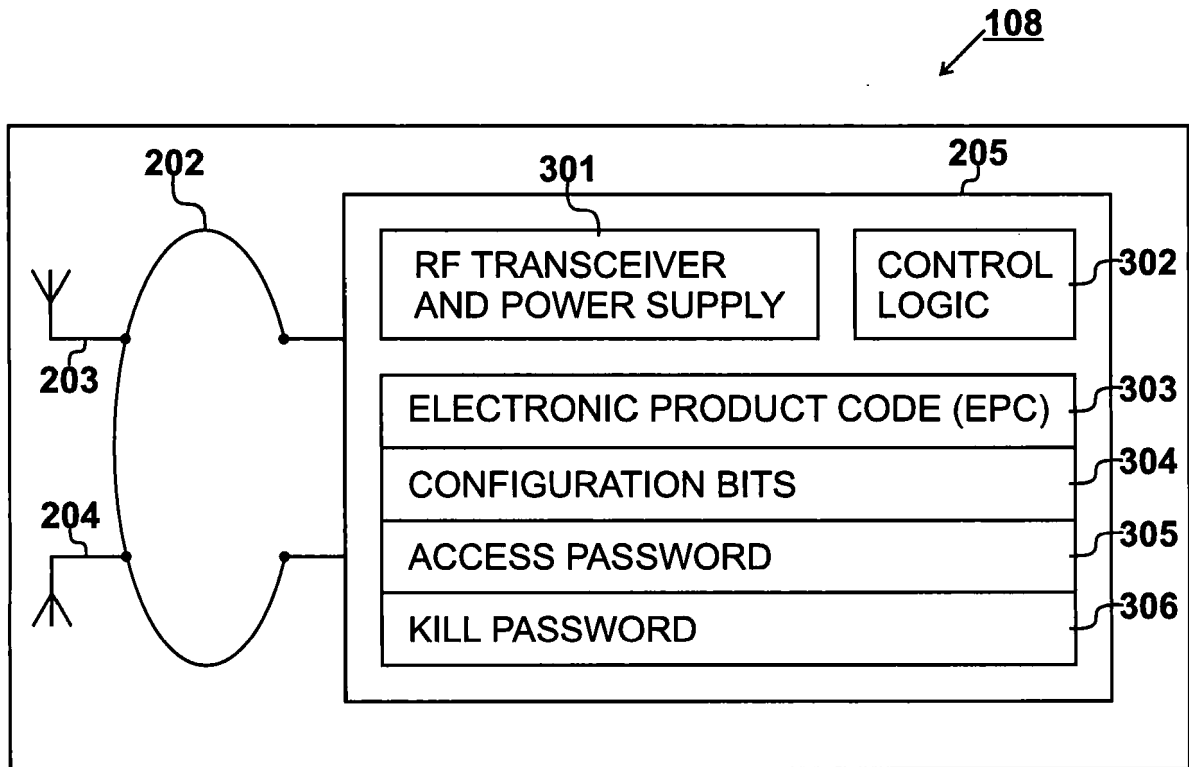 108
202
301
205
RF TRANSCEIVER
AND POWER SUPPLY
CONTROL
LOGIC
302
203
ELECTRONIC PRODUCT CODE (EPC)
303
CONFIGURATION BITS
304
204
ACCESS PASSWORD
305
KILL PASSWORD
306